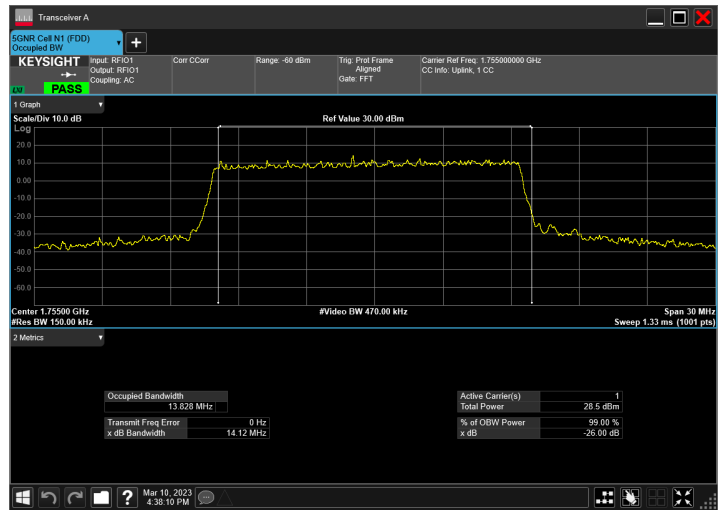 Transceiver A
5GNR Cell N1 (FDD)
Occupied BW
KEYSIGHT
LXI
PASS
Input: RFIO1
Output: RFIO1
Coupling: AC
Corr CCorr
Range: -60 dBm
Trig: Prot Frame
Aligned
Gate: FFT
Carrier Ref Freq: 1.755000000 GHz
CC Info: Uplink, 1 CC
1 Graph
Scale/Div 10.0 dB
Ref Value 30.00 dBm
Log
20.0
10.0
0.00
-10.0
-20.0
-30.0
-40.0
-50.0
-60.0
Center 1.75500 GHz
#Video BW 470.00 kHz
Span 30 MHz
#Res BW 150.00 kHz
Sweep 1.33 ms (1001 pts)
2 Metrics
Occupied Bandwidth
13.828 MHz
Transmit Freq Error 0 Hz
x dB Bandwidth 14.12 MHz
Active Carrier(s) 1
Total Power 28.5 dBm
% of OBW Power 99.00 %
x dB -26.00 dB
?
Mar 10, 2023
4:38:10 PM